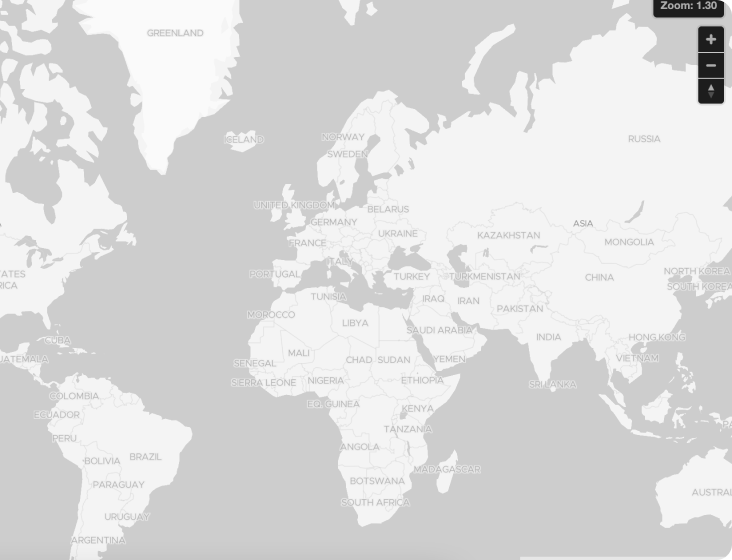 Zoom: 1.30
+
−
GREENLAND
ICELAND
NORWAY
SWEDEN
RUSSIA
UNITED KINGDOM
BELARUS
GERMANY
UKRAINE
FRANCE
ITALY
PORTUGAL
TURKEY
TURKMENISTAN
KAZAKHSTAN
ASIA
MONGOLIA
CHINA
NORTH KOREA
SOUTH KOREA
TATES
RICA
TUNISIA
MOROCCO
LIBYA
IRAQ
IRAN
PAKISTAN
SAUDI ARABIA
INDIA
HONG KONG
VIETNAM
CUBA
UATEMALA
MALI
CHAD
SUDAN
YEMEN
SENEGAL
SIERRA LEONE
NIGERIA
ETHIOPIA
SRI LANKA
COLOMBIA
ECUADOR
EQ. GUINEA
KENYA
TANZANIA
PERU
BRAZIL
BOLIVIA
ANGOLA
MADAGASCAR
PARAGUAY
BOTSWANA
SOUTH AFRICA
AUSTRAL
URUGUAY
ARGENTINA